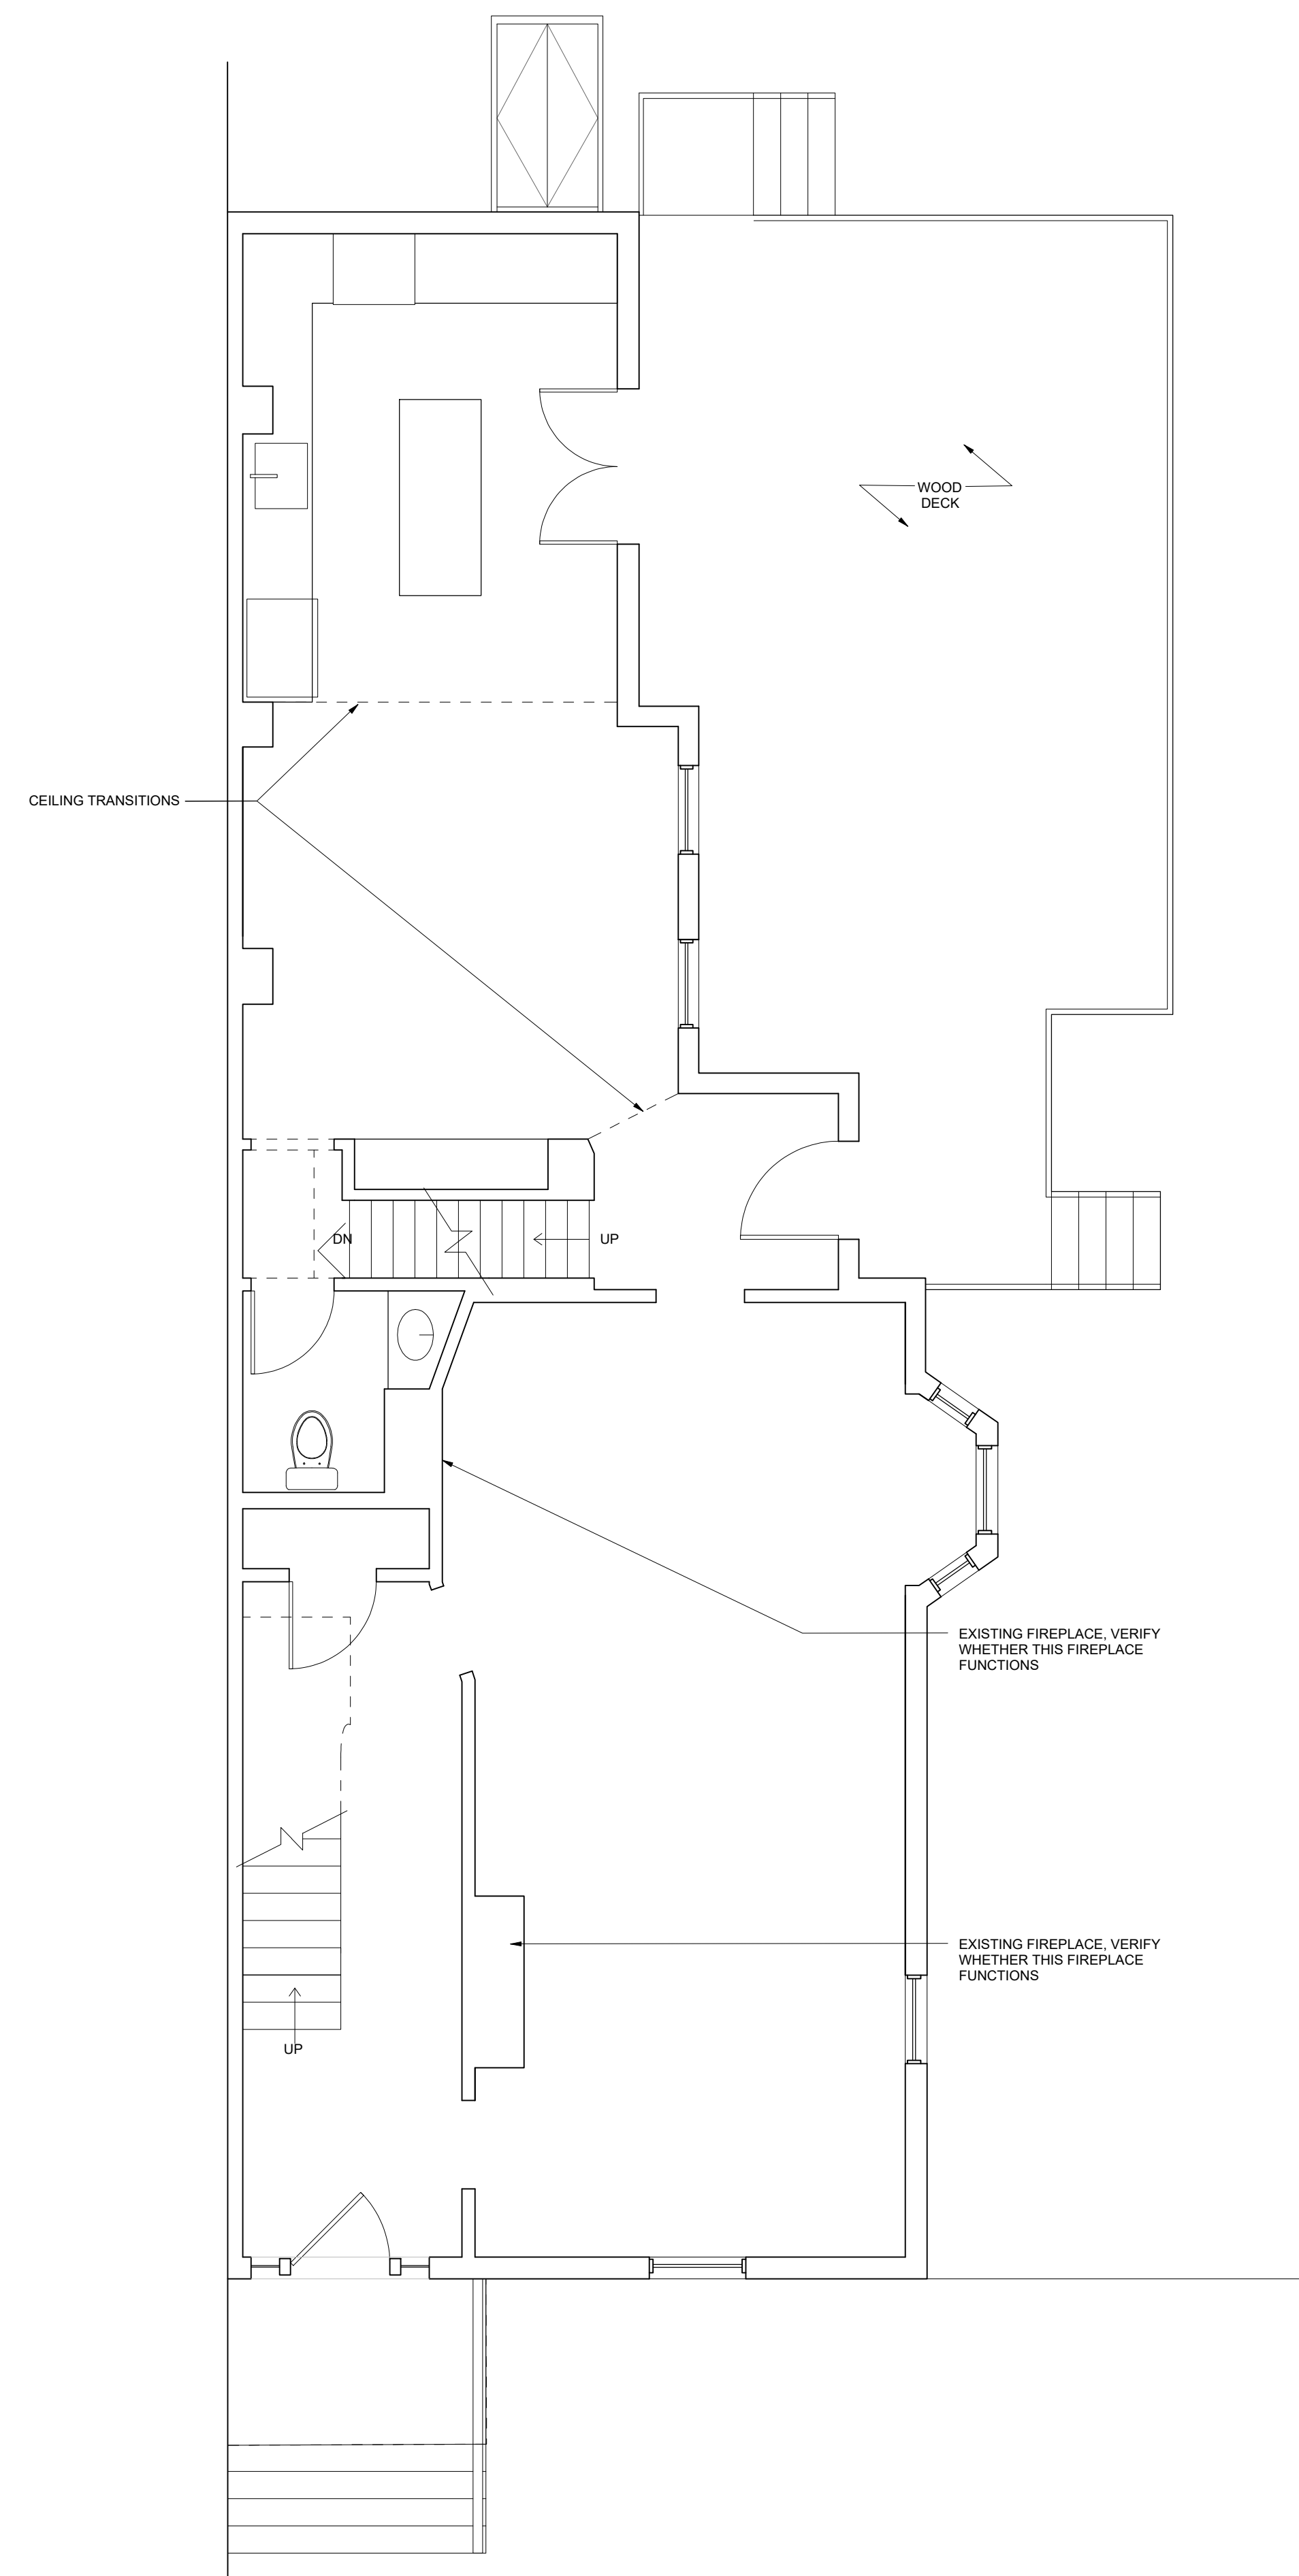 WOOD
DECK
CEILING TRANSITIONS
DN
UP
EXISTING FIREPLACE, VERIFY
WHETHER THIS FIREPLACE
FUNCTIONS
EXISTING FIREPLACE, VERIFY
WHETHER THIS FIREPLACE
FUNCTIONS
UP